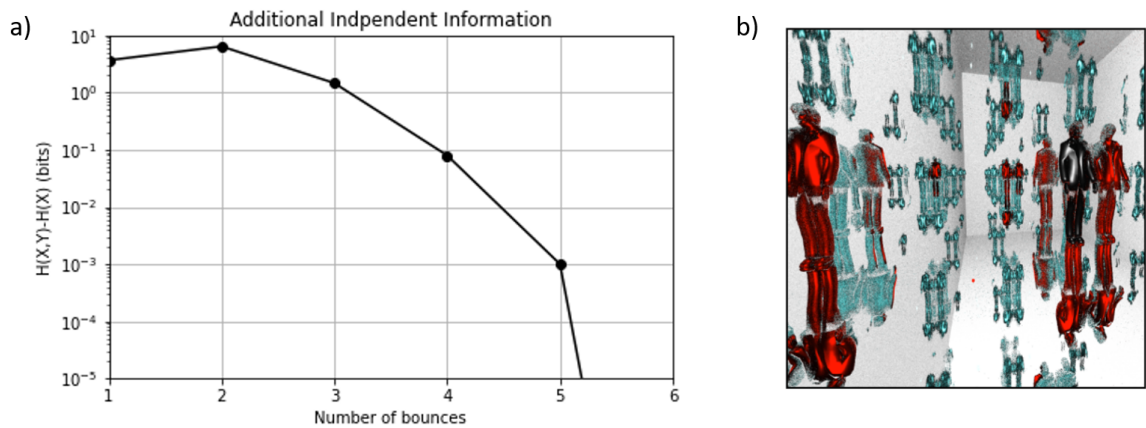 a)
Additional Indpendent Information
10^1
10^0
10^-1
10^-2
10^-3
10^-4
10^-5
H(X,Y)-H(X) (bits)
1 2 3 4 5 6
Number of bounces
b)